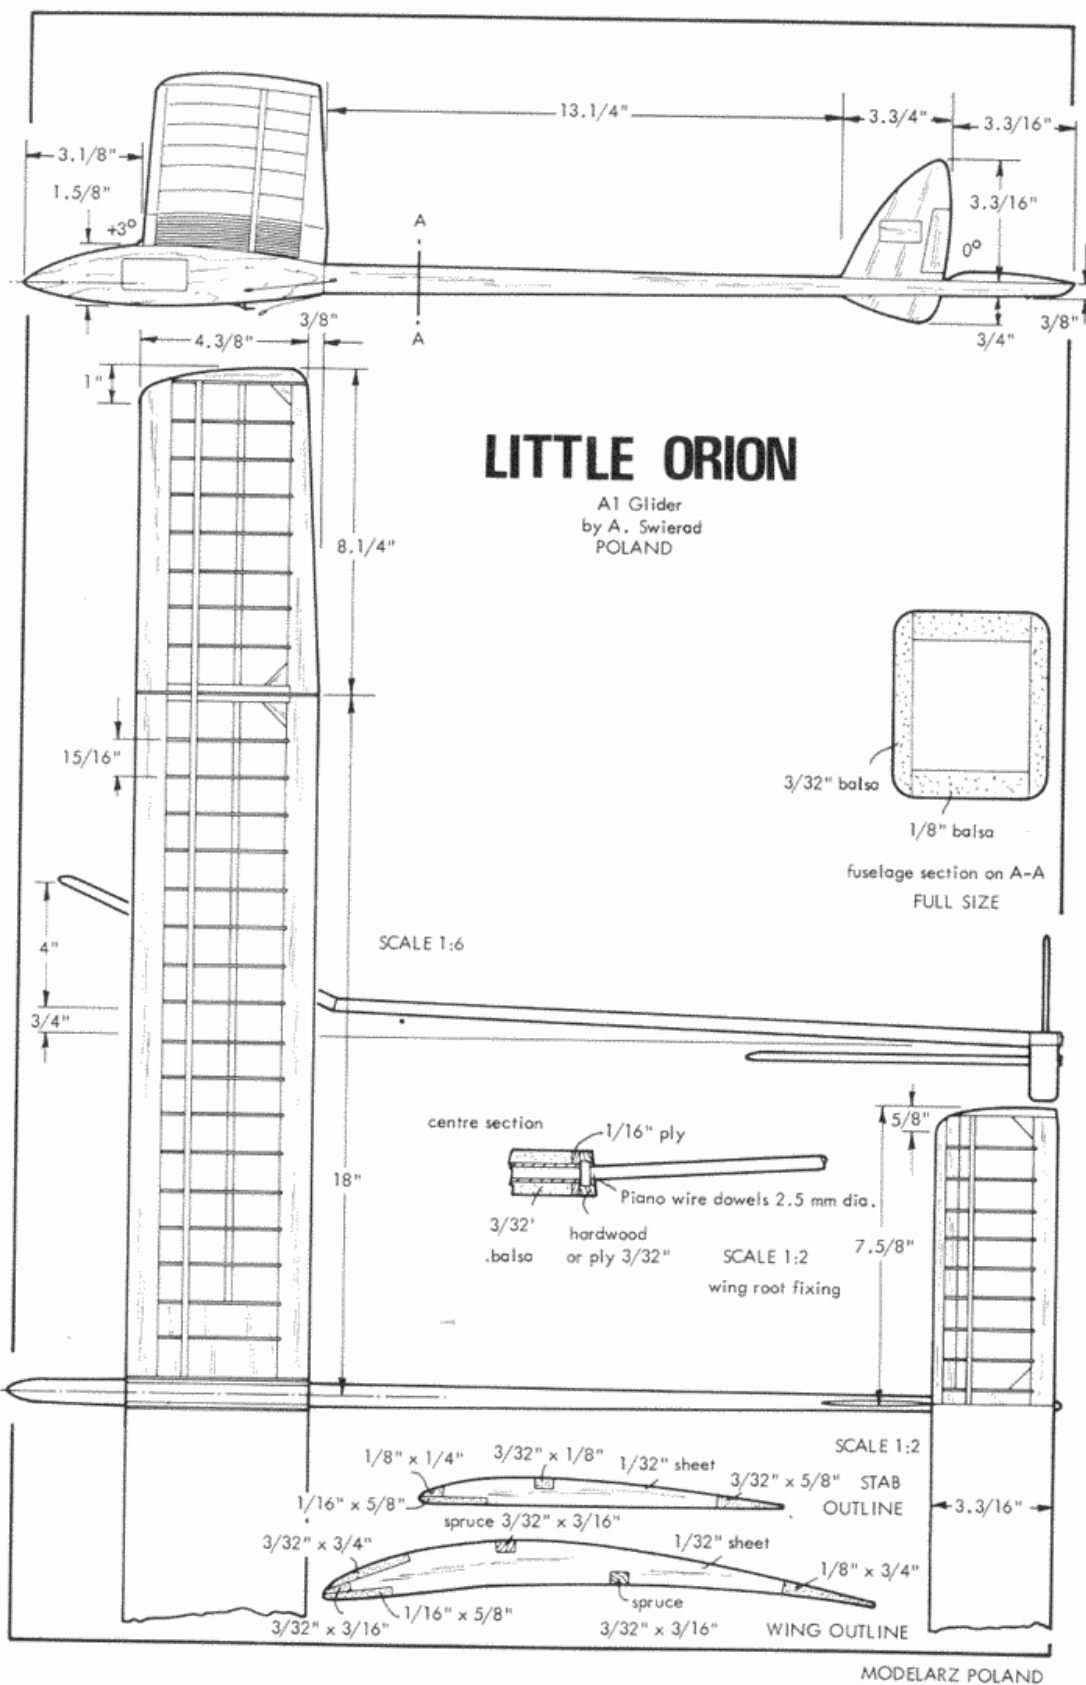 13.1/4"
3.3/4"
3.3/16"
3.1/8"
1.5/8"
+3°
A
3.3/16"
0°
3/8"
A
3/4"
3/8"
4.3/8"
1"
LITTLE ORION
A1 Glider
by A. Swierad
POLAND
8.1/4"
15/16"
3/32" balsa
1/8" balsa
fuselage section on A-A
FULL SIZE
SCALE 1:6
4"
3/4"
centre section
1/16" ply
5/8"
18"
Piano wire dowels 2.5 mm dia.
3/32'
.balsa
hardwood
or ply 3/32"
SCALE 1:2
wing root fixing
7.5/8"
SCALE 1:2
STAB
OUTLINE
1/8" x 1/4"
3/32" x 1/8"
1/32" sheet
3/32" x 5/8"
1/16" x 5/8"
3.3/16"
spruce 3/32" x 3/16"
3/32" x 3/4"
1/32" sheet
1/8" x 3/4"
1/16" x 5/8"
spruce
3/32" x 3/16"
3/32" x 3/16"
WING OUTLINE
MODELARZ POLAND